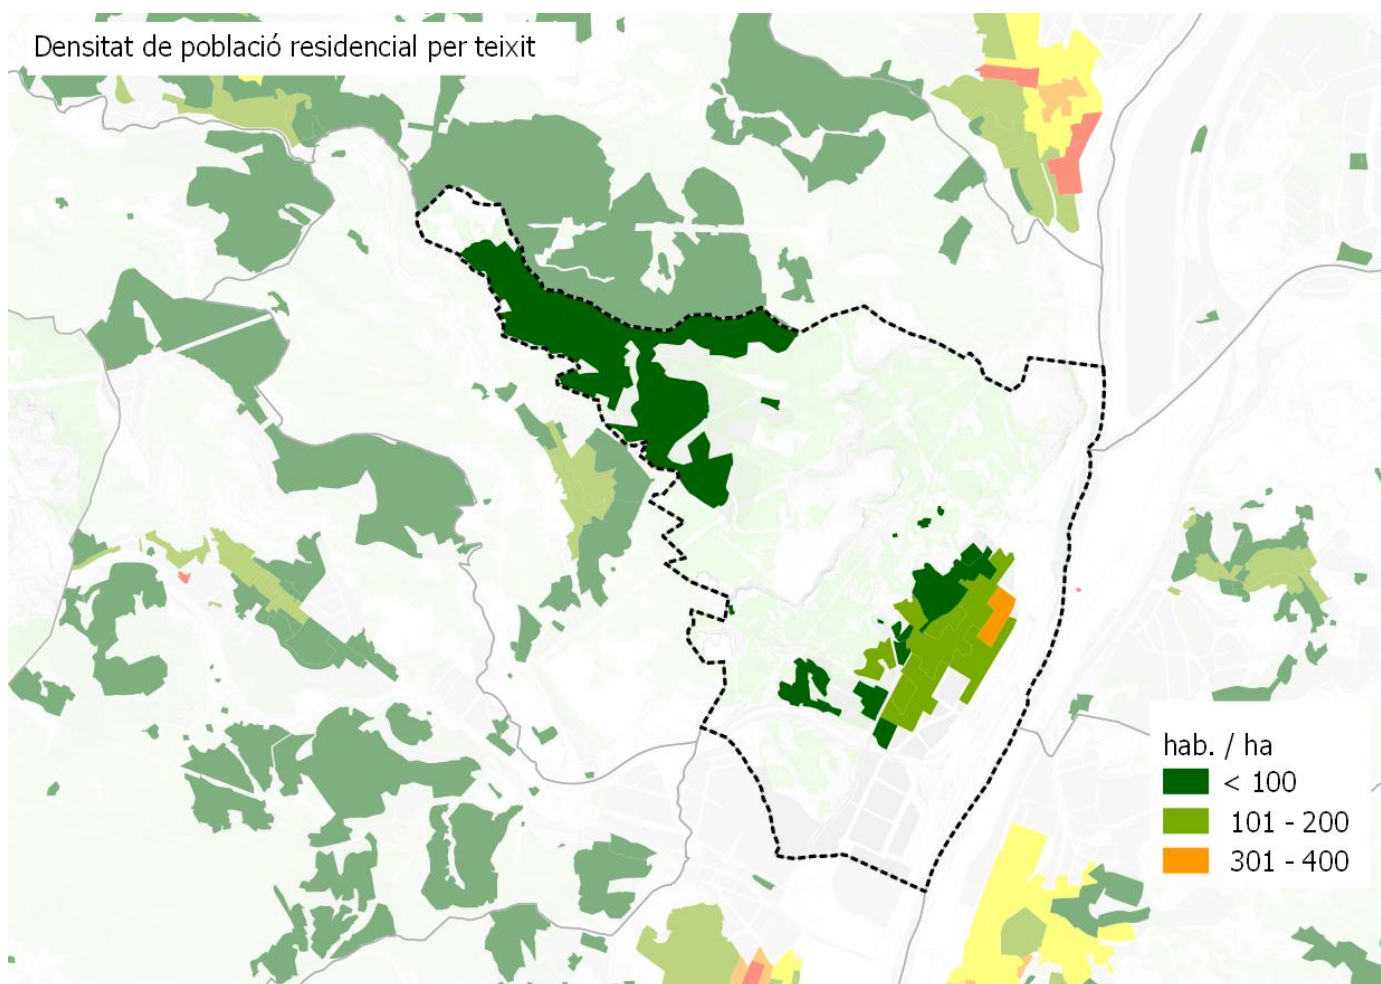 Densitat de població residencial per teixit
hab. / ha
< 100
101 - 200
301 - 400